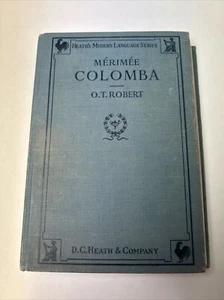 HEATH'S MODERN LANGUAGE SERIES
MÉRIMÉE
COLOMBA
O.T. ROBERT
D.C. HEATH & COMPANY